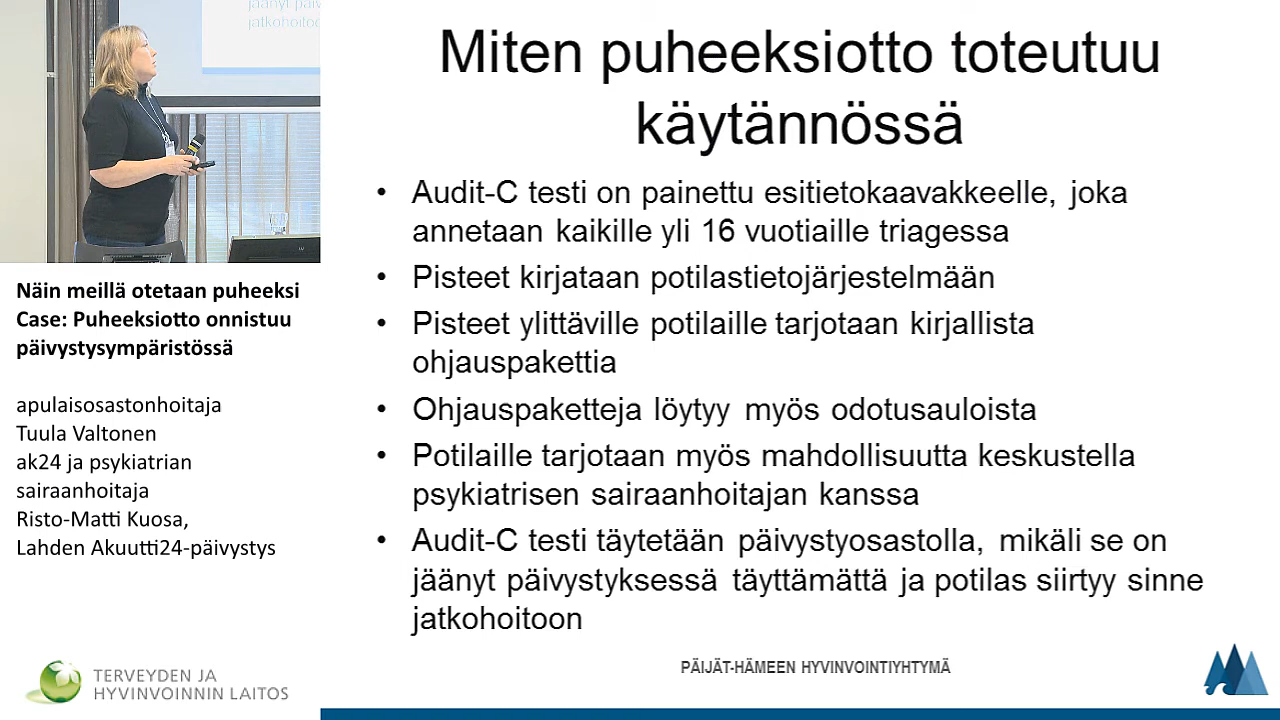 jäänyt päiv
jatkohoitoo
Miten puheeksiotto toteutuu
käytännössä
• Audit-C testi on painettu esitietokaavakkeelle, joka
annetaan kaikille yli 16 vuotiaille triagessa
• Pisteet kirjataan potilastietojärjestelmään
• Pisteet ylittäville potilaille tarjotaan kirjallista
ohjauspakettia
• Ohjauspaketteja löytyy myös odotusauloista
• Potilaille tarjotaan myös mahdollisuutta keskustella
psykiatrisen sairaanhoitajan kanssa
• Audit-C testi täytetään päivystyosastolla, mikäli se on
jäänyt päivystyksessä täyttämättä ja potilas siirtyy sinne
jatkohoitoon
Näin meillä otetaan puheeksi
Case: Puheeksiotto onnistuu
päivystysympäristössä
apulaisosastonhoitaja
Tuula Valtonen
ak24 ja psykiatrian
sairaanhoitaja
Risto-Matti Kuosa,
Lahden Akuutti24-päivystys
TERVEYDEN JA
HYVINVOINNIN LAITOS
PÄIJÄT-HÄMEEN HYVINVOINTIYHTYMÄ